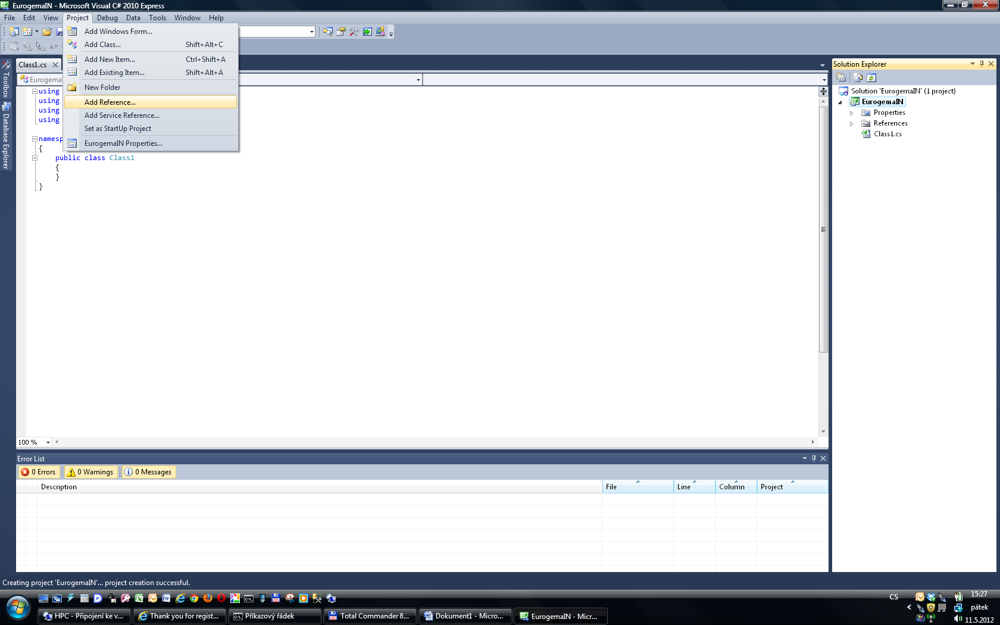 EurogemaIN - Microsoft Visual C# 2010 Express
File Edit View Project Debug Data Tools Window Help
Add Windows Form...
Add Class... Shift+Alt+C
Add New Item... Ctrl+Shift+A
Add Existing Item... Shift+Alt+A
New Folder
Add Reference...
Add Service Reference...
Set as StartUp Project
EurogemaIN Properties...
Toolbox
Database Explorer
Class1.cs
Eurogema
using
using
using
using
namesp
{
public class Class1
{
}
}
100 %
Solution Explorer
Solution 'EurogemaIN' (1 project)
EurogemaIN
Properties
References
Class1.cs
Error List
0 Errors 0 Warnings 0 Messages
Description File Line Column Project
Creating project 'EurogemaIN'... project creation successful.
HPC - Připojení ke v... Thank you for regist... Příkazový řádek Total Commander 8... Dokument1 - Micro... EurogemaIN - Micr...
CS
15:27
pátek
11.5.2012